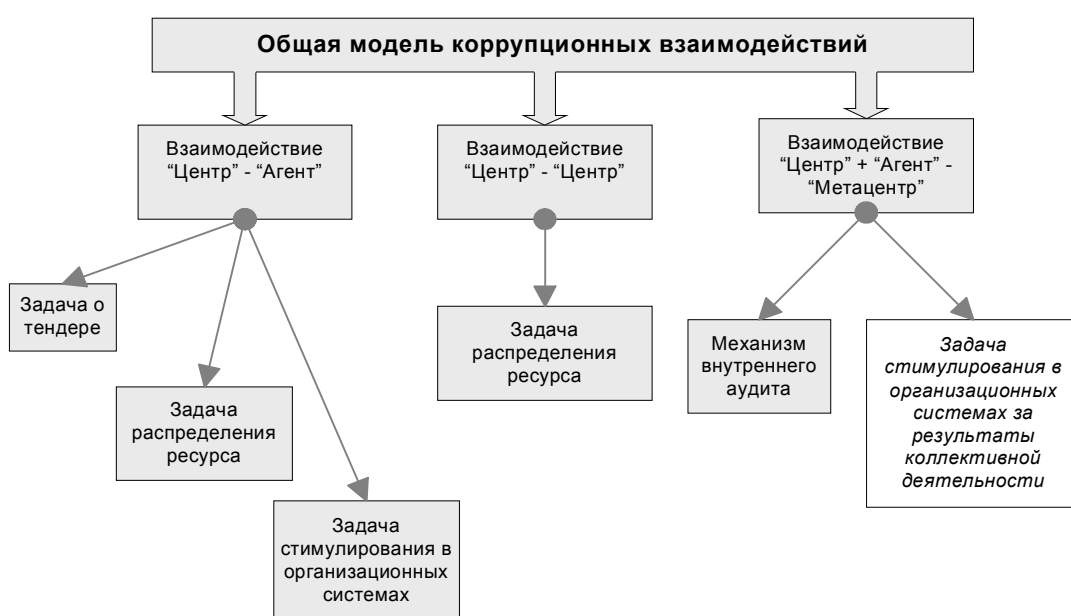 Общая модель коррупционных взаимодействий
Взаимодействие
“Центр” - “Агент”
Взаимодействие
“Центр” - “Центр”
Взаимодействие
“Центр” + “Агент” -
“Метацентр”
Задача о
тендере
Задача
распределения
ресурса
Задача
стимулирования в
организационных
системах
Задача
распределения
ресурса
Механизм
внутреннего
аудита
Задача
стимулирования в
организационных
системах за
результаты
коллективной
деятельности